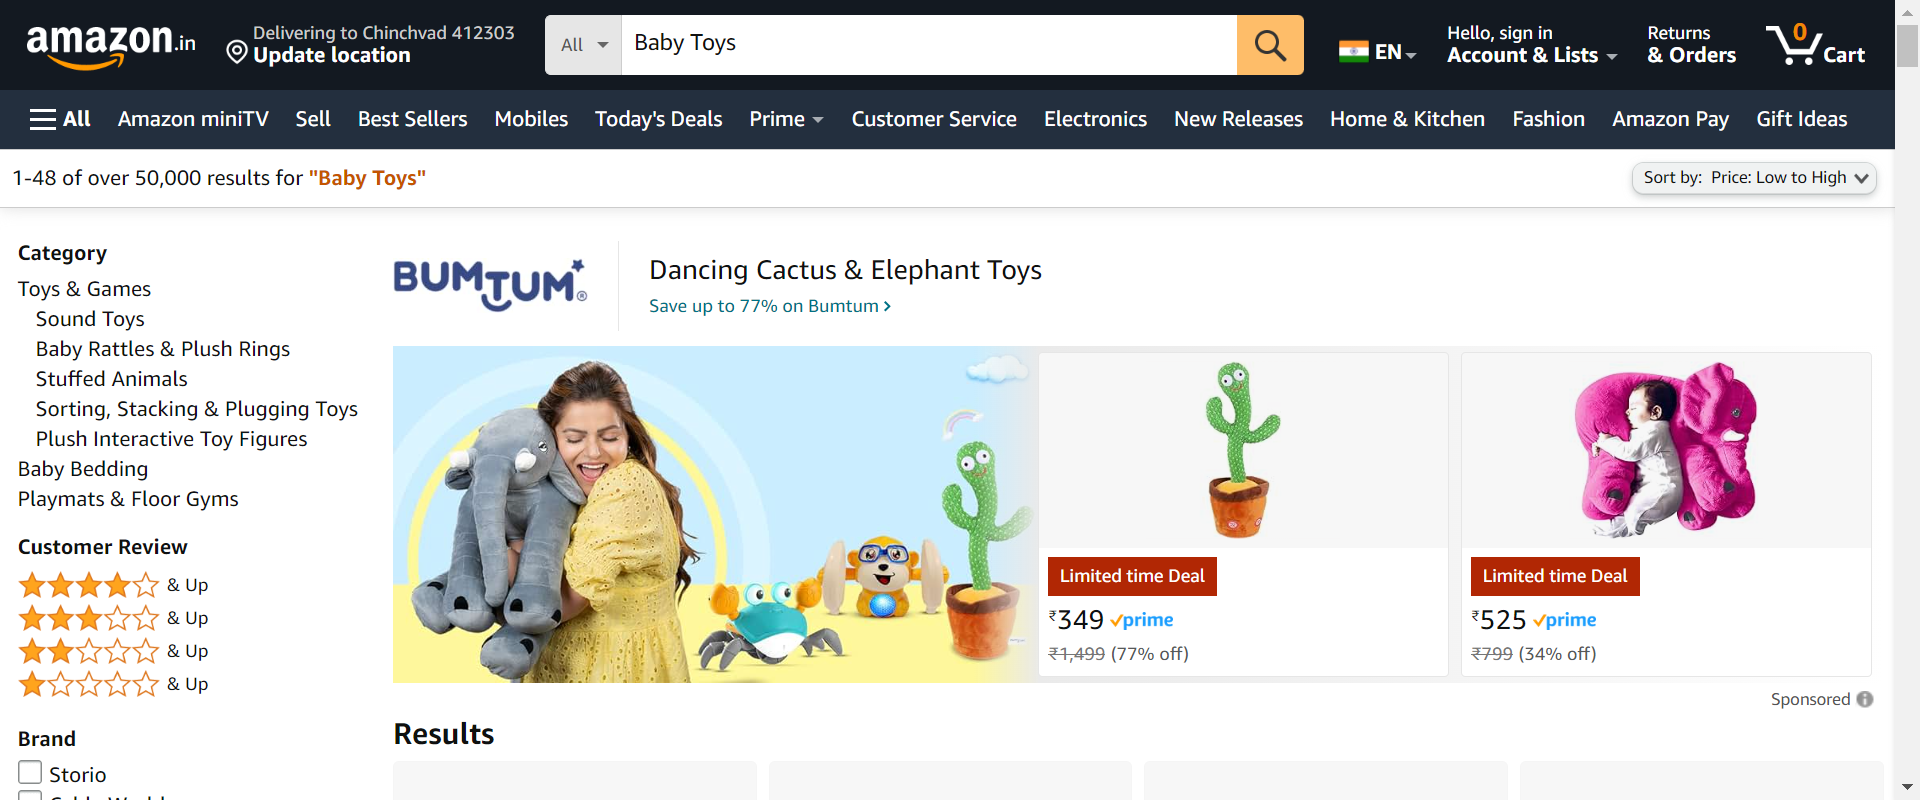 amazon.in
Delivering to Chinchvad 412303
Update location
All
Baby Toys
EN
Hello, sign in
Account & Lists
Returns
& Orders
0
Cart
All
Amazon miniTV
Sell
Best Sellers
Mobiles
Today's Deals
Prime
Customer Service
Electronics
New Releases
Home & Kitchen
Fashion
Amazon Pay
Gift Ideas
1-48 of over 50,000 results for "Baby Toys"
Sort by: Price: Low to High
Category
Toys & Games
Sound Toys
Baby Rattles & Plush Rings
Stuffed Animals
Sorting, Stacking & Plugging Toys
Plush Interactive Toy Figures
Baby Bedding
Playmats & Floor Gyms
Customer Review
& Up
& Up
& Up
& Up
Brand
Storio
BUMTUM®
Dancing Cactus & Elephant Toys
Save up to 77% on Bumtum
BUMTUM
Limited time Deal
₹349 prime
₹1,499 (77% off)
Limited time Deal
₹525 prime
₹799 (34% off)
Sponsored
Results